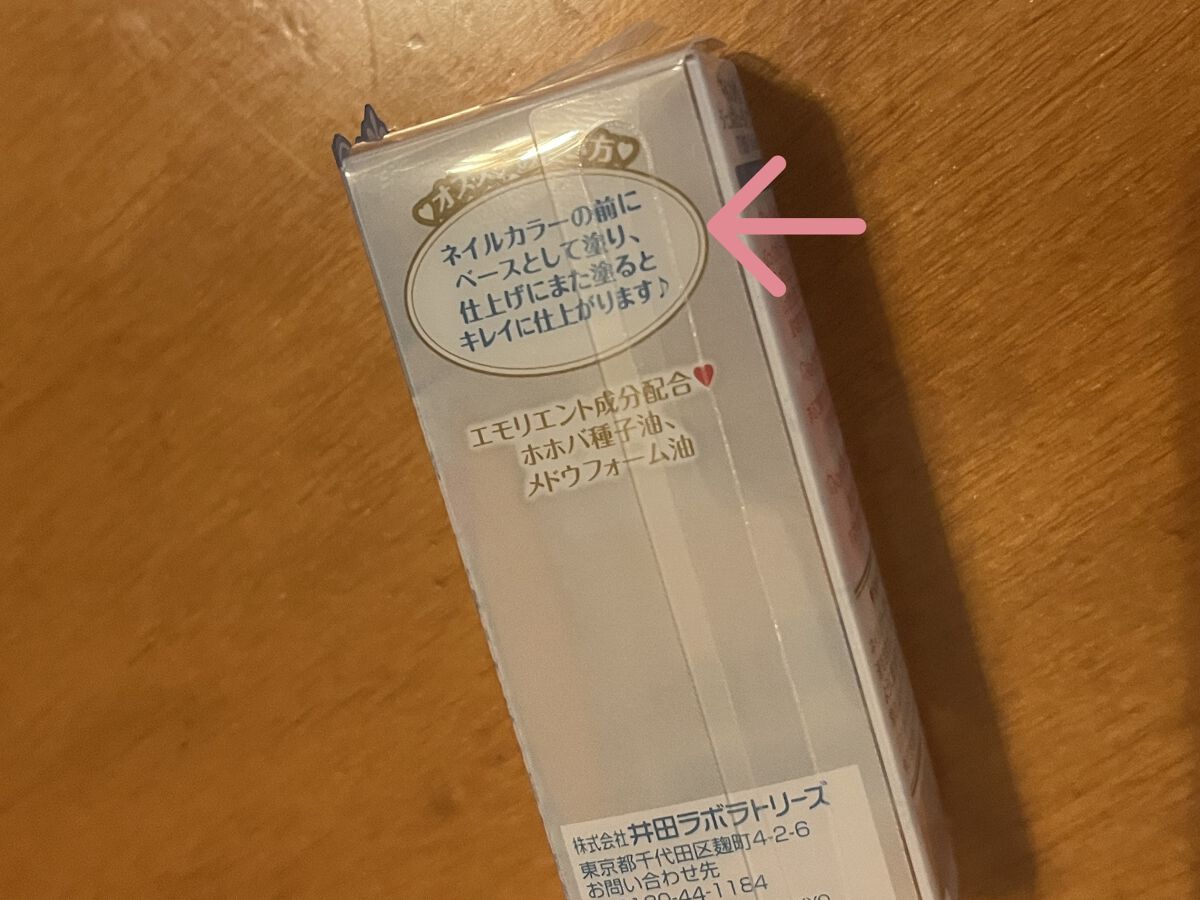 ネイルカラーの前に
ベースとして塗り、
仕上げにまた塗ると
キレイに仕上がります♪
エモリエント成分配合♥
ホホバ種子油、
メドウフォーム油
株式会社 井田ラボラトリーズ
東京都千代田区麹町4-2-6
お問い合わせ先
44-1184